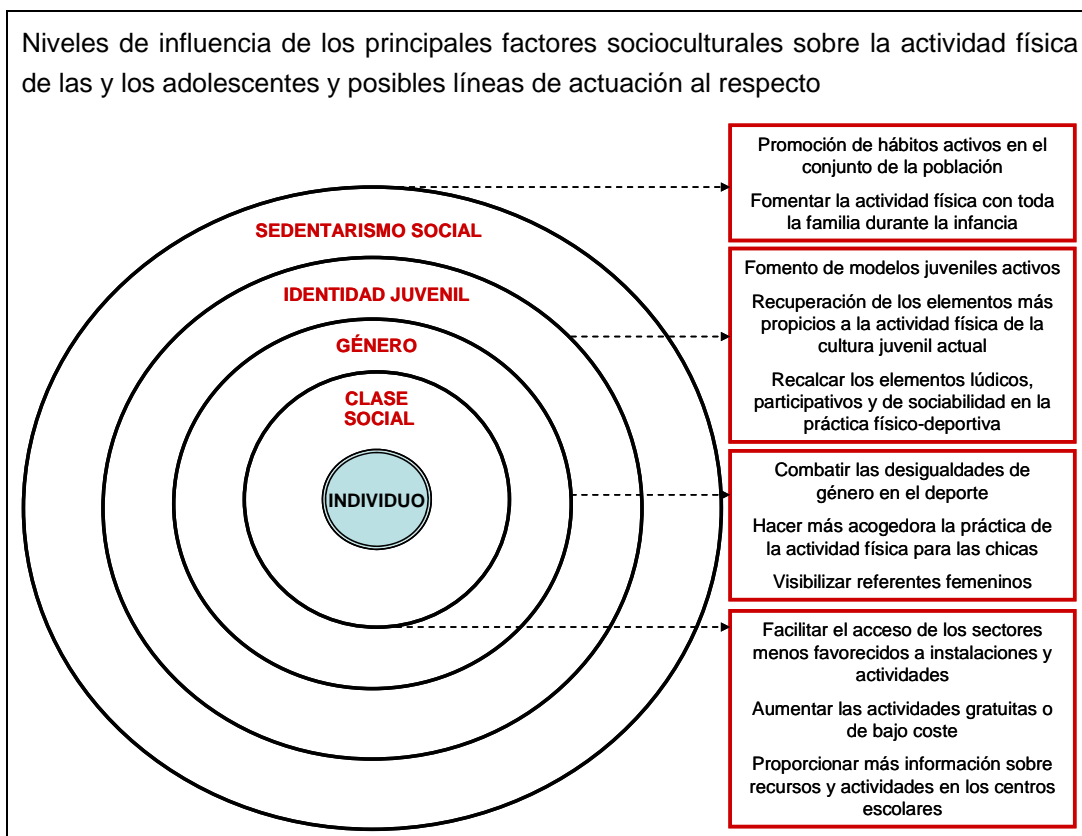 Niveles de influencia de los principales factores socioculturales sobre la actividad física
de las y los adolescentes y posibles líneas de actuación al respecto
SEDENTARISMO SOCIAL
IDENTIDAD JUVENIL
GÉNERO
CLASE
SOCIAL
INDIVIDUO
Promoción de hábitos activos en el
conjunto de la población
Fomentar la actividad física con toda
la familia durante la infancia
Fomento de modelos juveniles activos
Recuperación de los elementos más
propicios a la actividad física de la
cultura juvenil actual
Recalcar los elementos lúdicos,
participativos y de sociabilidad en la
práctica físico-deportiva
Combatir las desigualdades de
género en el deporte
Hacer más acogedora la práctica de
la actividad física para las chicas
Visibilizar referentes femeninos
Facilitar el acceso de los sectores
menos favorecidos a instalaciones y
actividades
Aumentar las actividades gratuitas o
de bajo coste
Proporcionar más información sobre
recursos y actividades en los centros
escolares